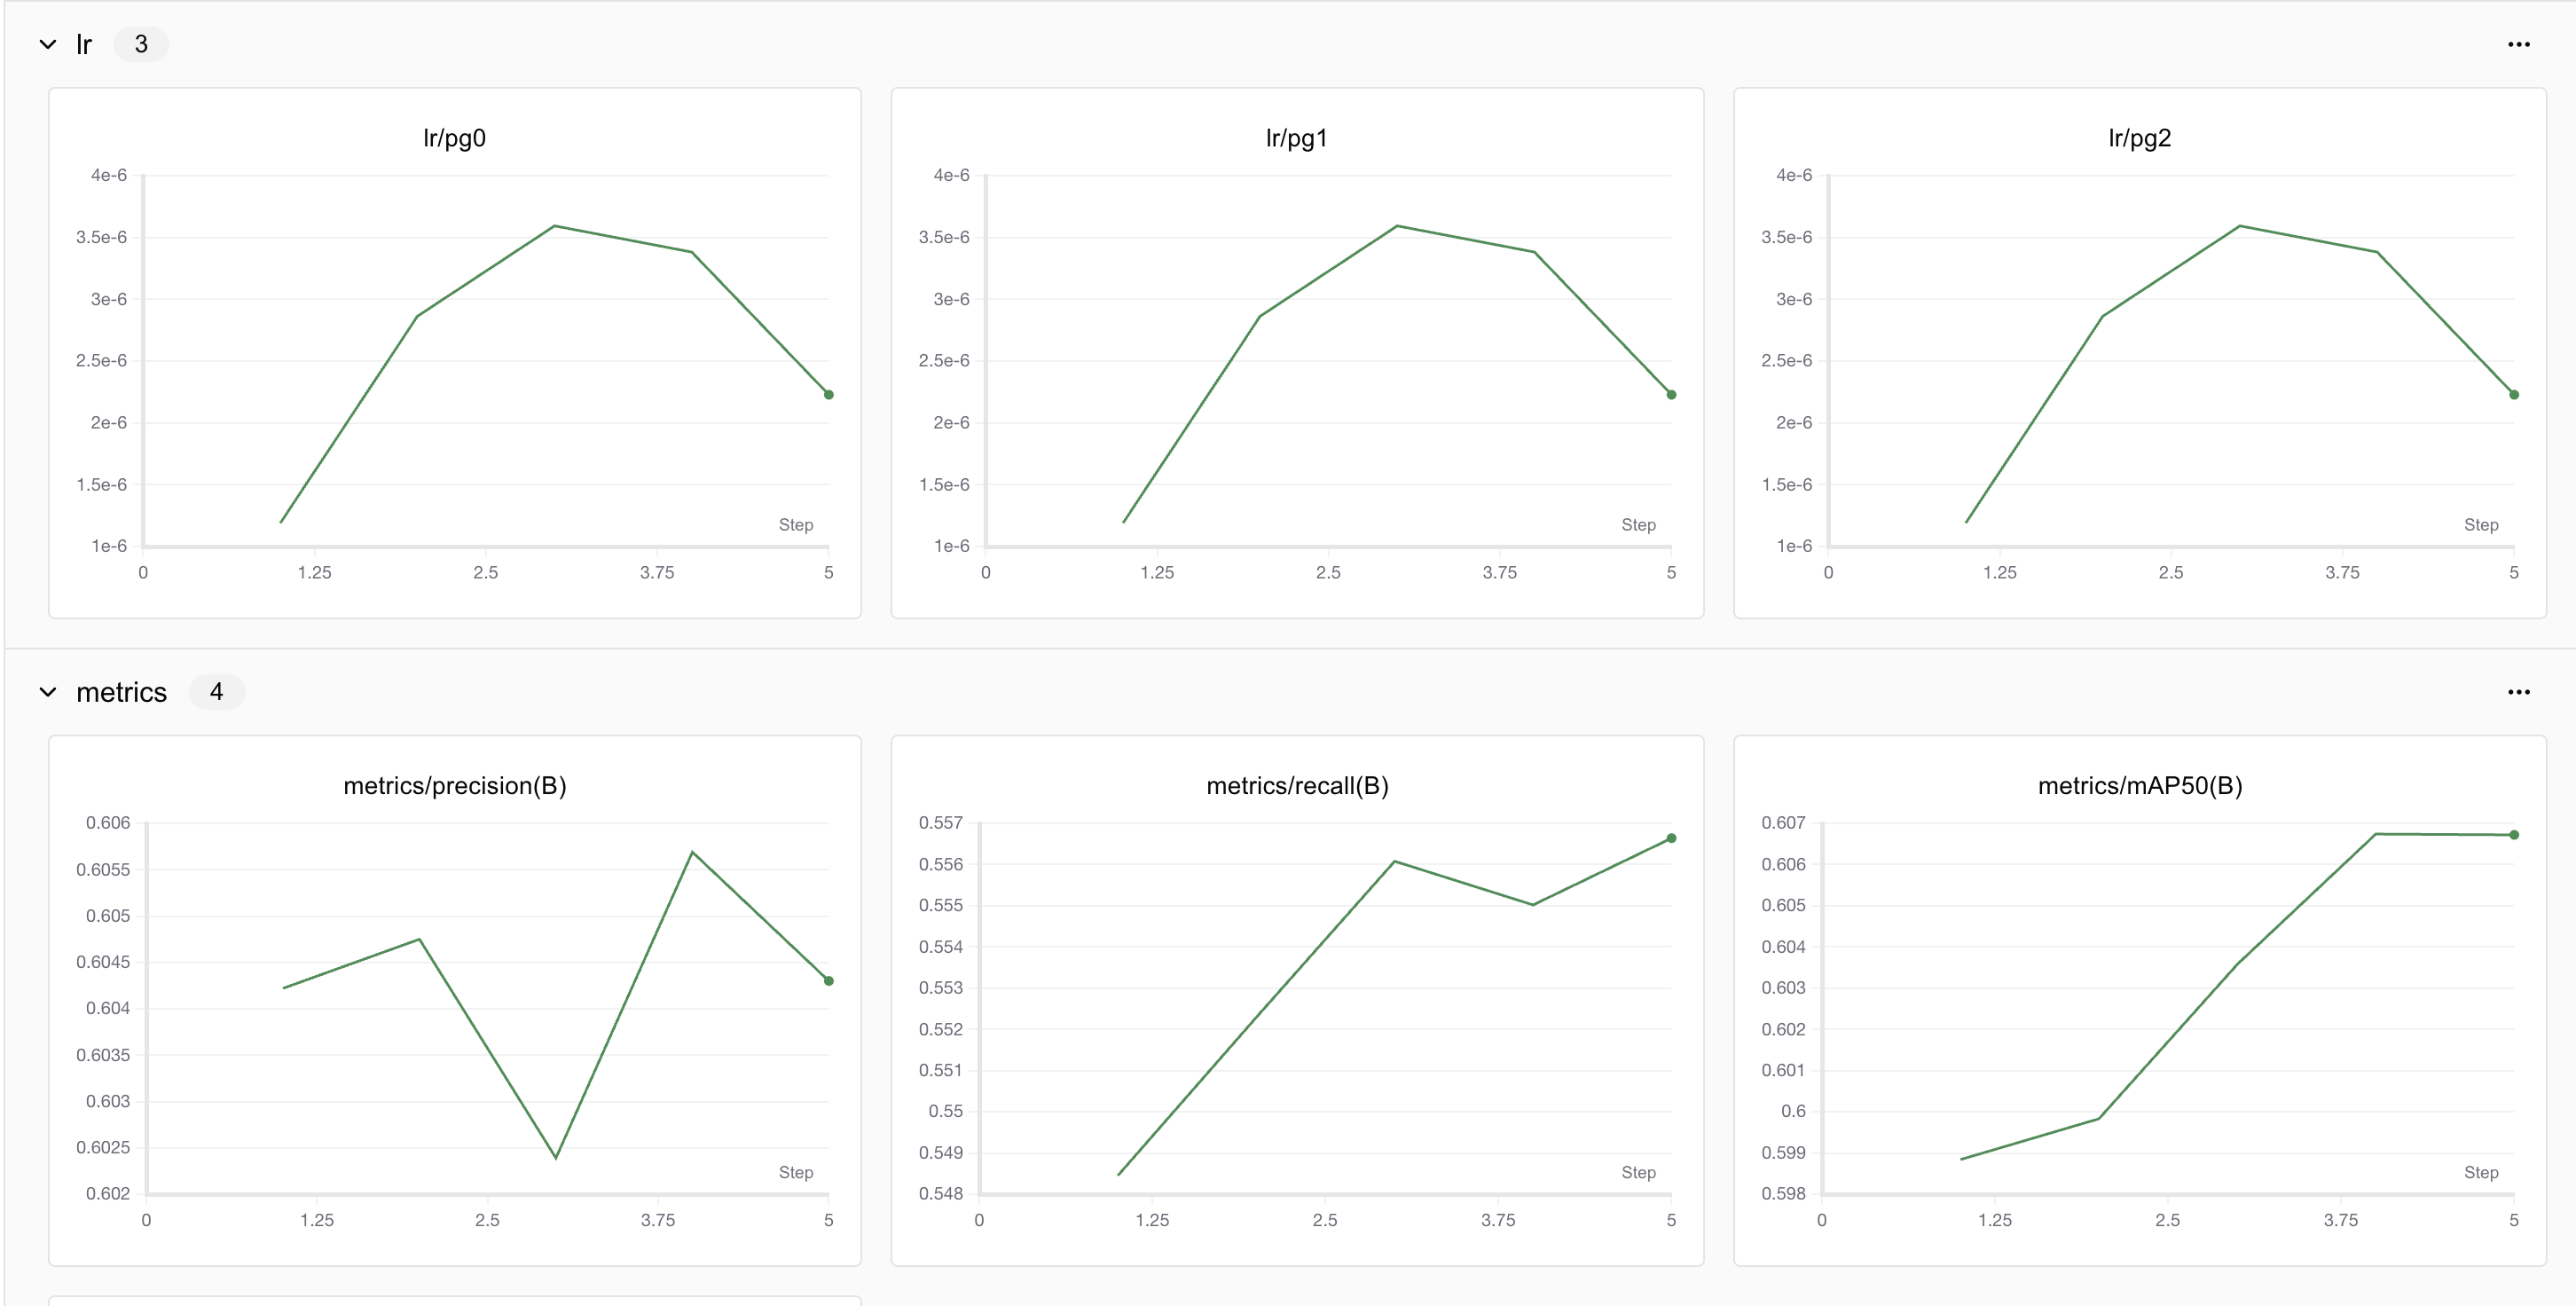 lr 3
lr/pg0
4e-6
3.5e-6
3e-6
2.5e-6
2e-6
1.5e-6
1e-6
Step
0 1.25 2.5 3.75 5
lr/pg1
4e-6
3.5e-6
3e-6
2.5e-6
2e-6
1.5e-6
1e-6
Step
0 1.25 2.5 3.75 5
lr/pg2
4e-6
3.5e-6
3e-6
2.5e-6
2e-6
1.5e-6
1e-6
Step
0 1.25 2.5 3.75 5
metrics 4
metrics/precision(B)
0.606
0.6055
0.605
0.6045
0.604
0.6035
0.603
0.6025
0.602
Step
0 1.25 2.5 3.75 5
metrics/recall(B)
0.557
0.556
0.555
0.554
0.553
0.552
0.551
0.55
0.549
0.548
Step
0 1.25 2.5 3.75 5
metrics/mAP50(B)
0.607
0.606
0.605
0.604
0.603
0.602
0.601
0.6
0.599
0.598
Step
0 1.25 2.5 3.75 5